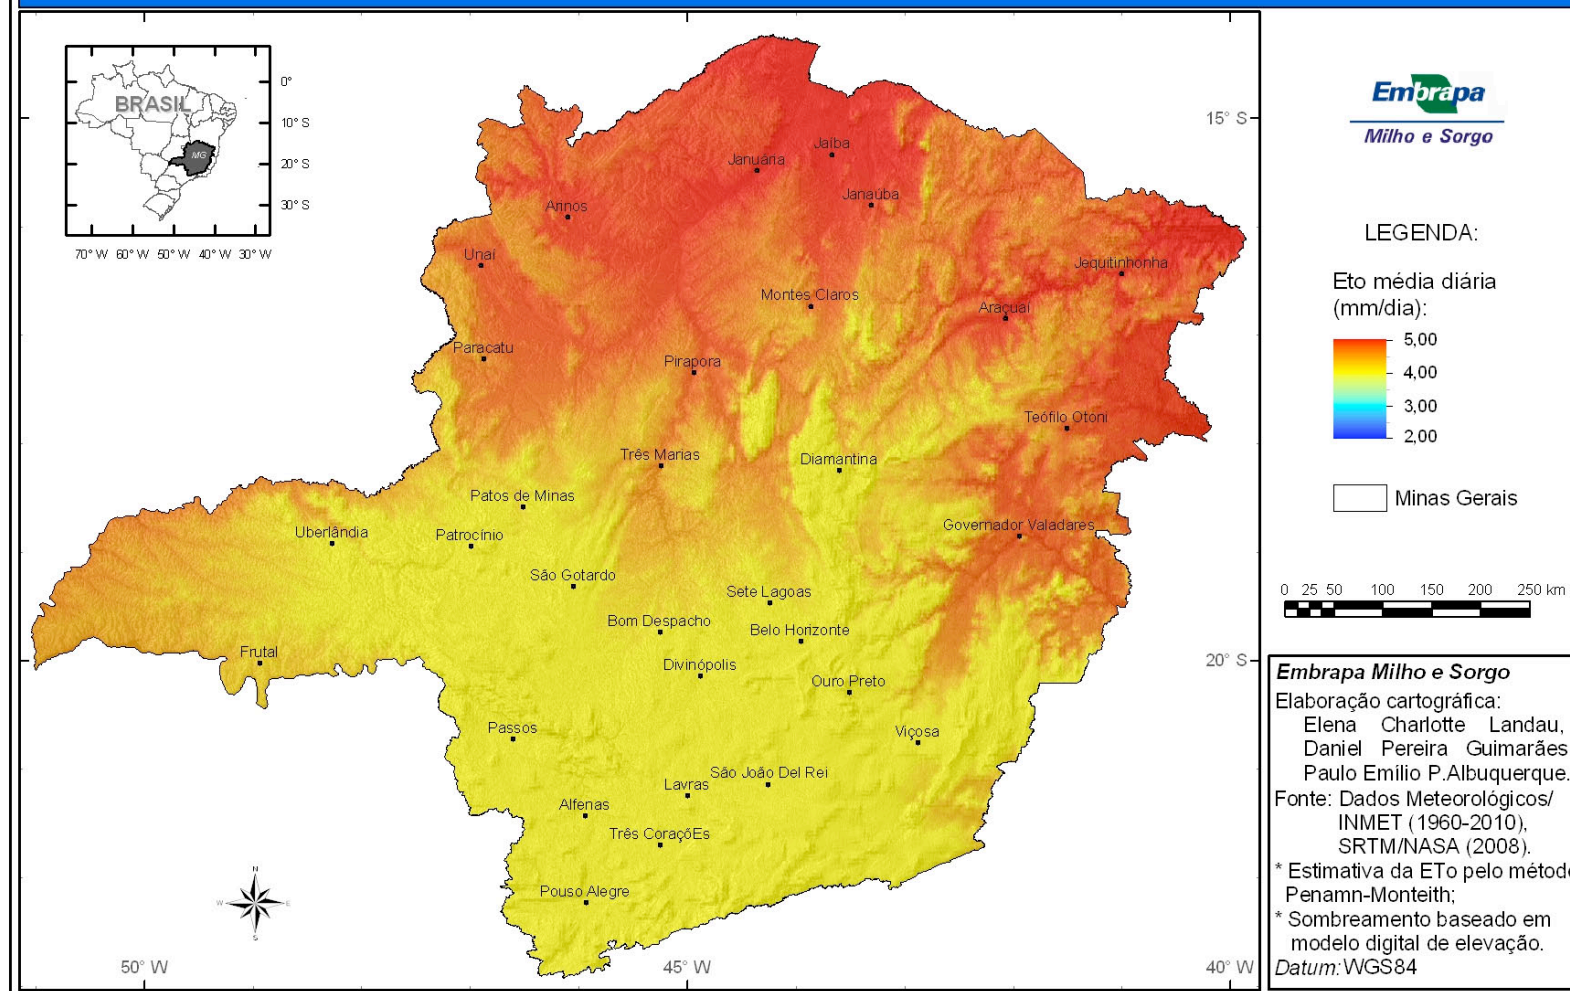 BRASIL
MG
0°
10° S
20° S
30° S
70° W 60° W 50° W 40° W 30° W
15° S
20° S
50° W
45° W
40° W
Jaíba
Januária
Janaúba
Arinos
Unaí
Jequitinhonha
Montes Claros
Araçuaí
Paracatu
Pirapora
Teófilo Otoni
Três Marias
Diamantina
Patos de Minas
Uberlândia
Patrocínio
Governador Valadares
São Gotardo
Sete Lagoas
Bom Despacho
Belo Horizonte
Frutal
Divinópolis
Ouro Preto
Passos
Viçosa
São João Del Rei
Lavras
Alfenas
Três CoraçõEs
Pouso Alegre
N
W
E
S
Embrapa
Milho e Sorgo
LEGENDA:
Eto média diária
(mm/dia):
5,00
4,00
3,00
2,00
Minas Gerais
0 25 50 100 150 200 250 km
Embrapa Milho e Sorgo
Elaboração cartográfica:
Elena Charlotte Landau,
Daniel Pereira Guimarães
Paulo Emílio P.Albuquerque.
Fonte: Dados Meteorológicos/
INMET (1960-2010),
SRTM/NASA (2008).
* Estimativa da ETo pelo método
Penamn-Monteith;
* Sombreamento baseado em
modelo digital de elevação.
Datum: WGS84